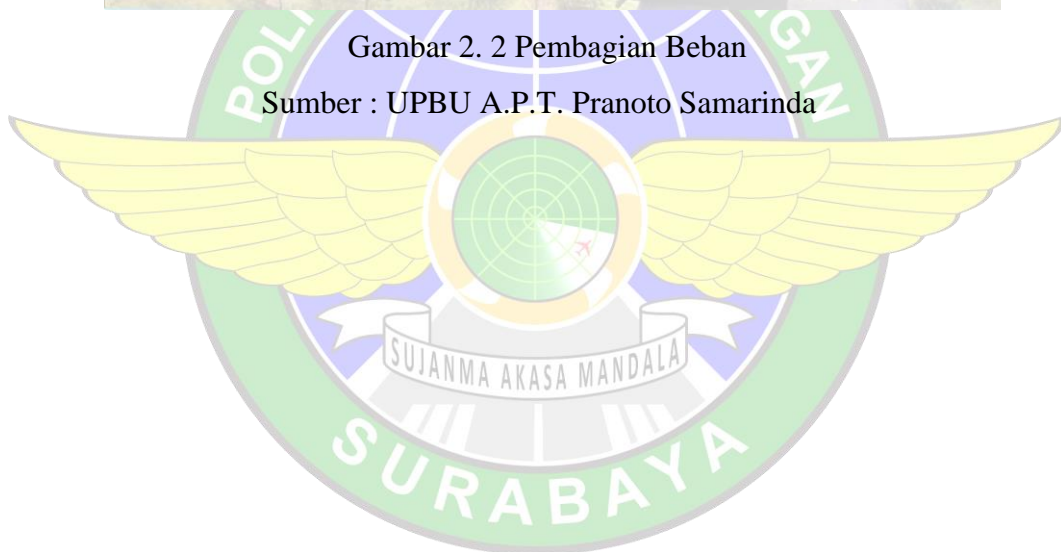 Gambar 2. 2 Pembagian Beban
Sumber : UPBU A.P.T. Pranoto Samarinda
SUJANMA AKASA MANDALA
SURABAYA